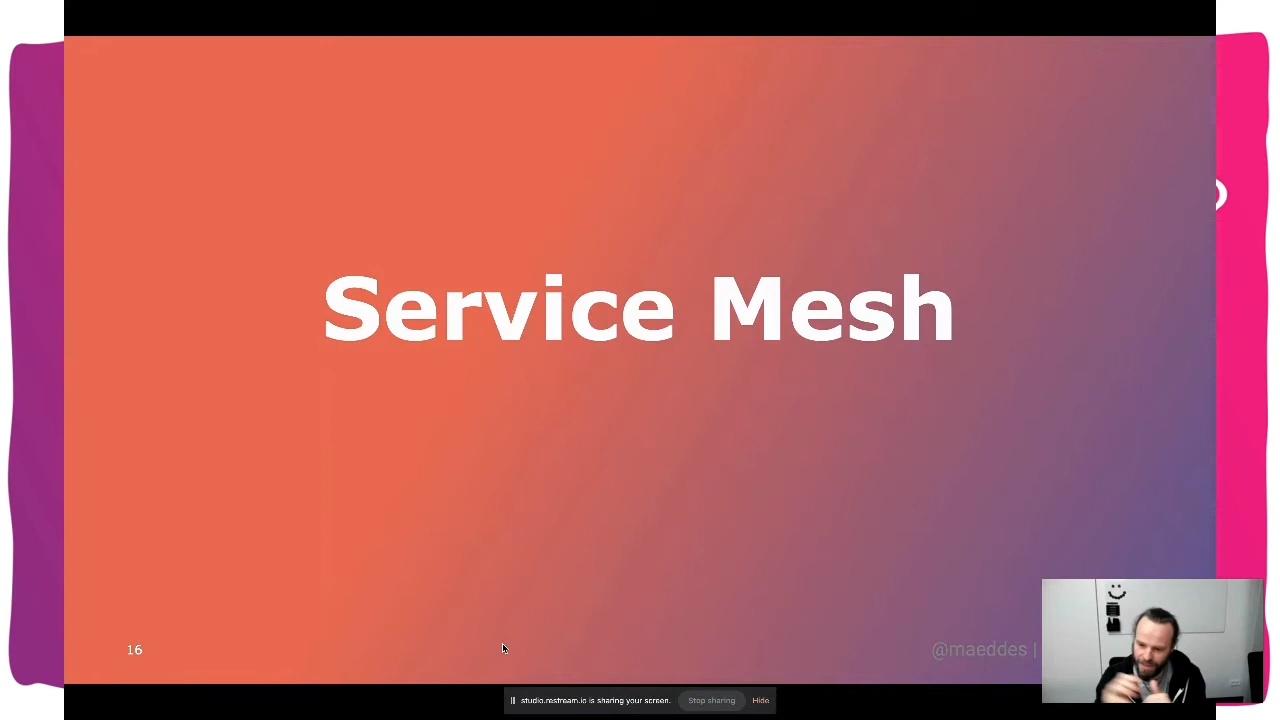 Service Mesh
16
@maeddes |
studio.restream.io is sharing your screen.
Stop sharing
Hide